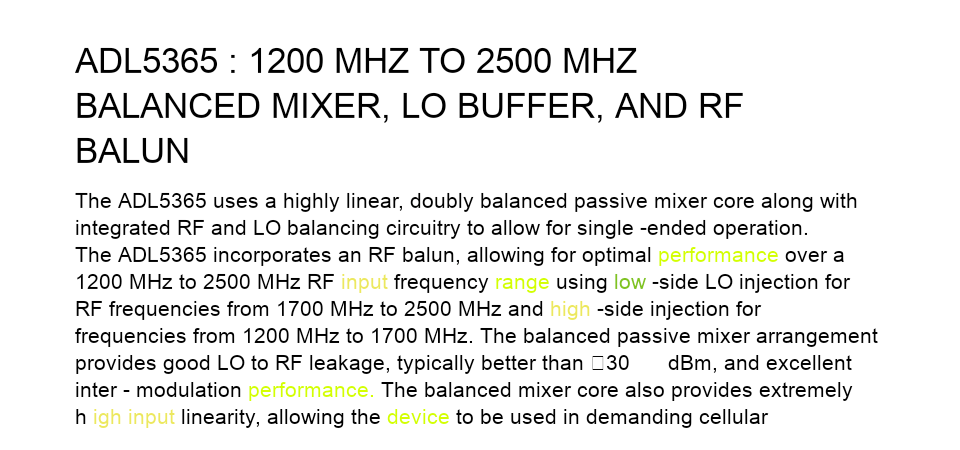 ADL5365 : 1200 MHZ TO 2500 MHZ
BALANCED MIXER, LO BUFFER, AND RF
BALUN
The ADL5365 uses a highly linear, doubly balanced passive mixer core along with
integrated RF and LO balancing circuitry to allow for single -ended operation.
The ADL5365 incorporates an RF balun, allowing for optimal performance over a
1200 MHz to 2500 MHz RF input frequency range using low -side LO injection for
RF frequencies from 1700 MHz to 2500 MHz and high -side injection for
frequencies from 1200 MHz to 1700 MHz. The balanced passive mixer arrangement
provides good LO to RF leakage, typically better than □30 dBm, and excellent
inter - modulation performance. The balanced mixer core also provides extremely
h igh input linearity, allowing the device to be used in demanding cellular